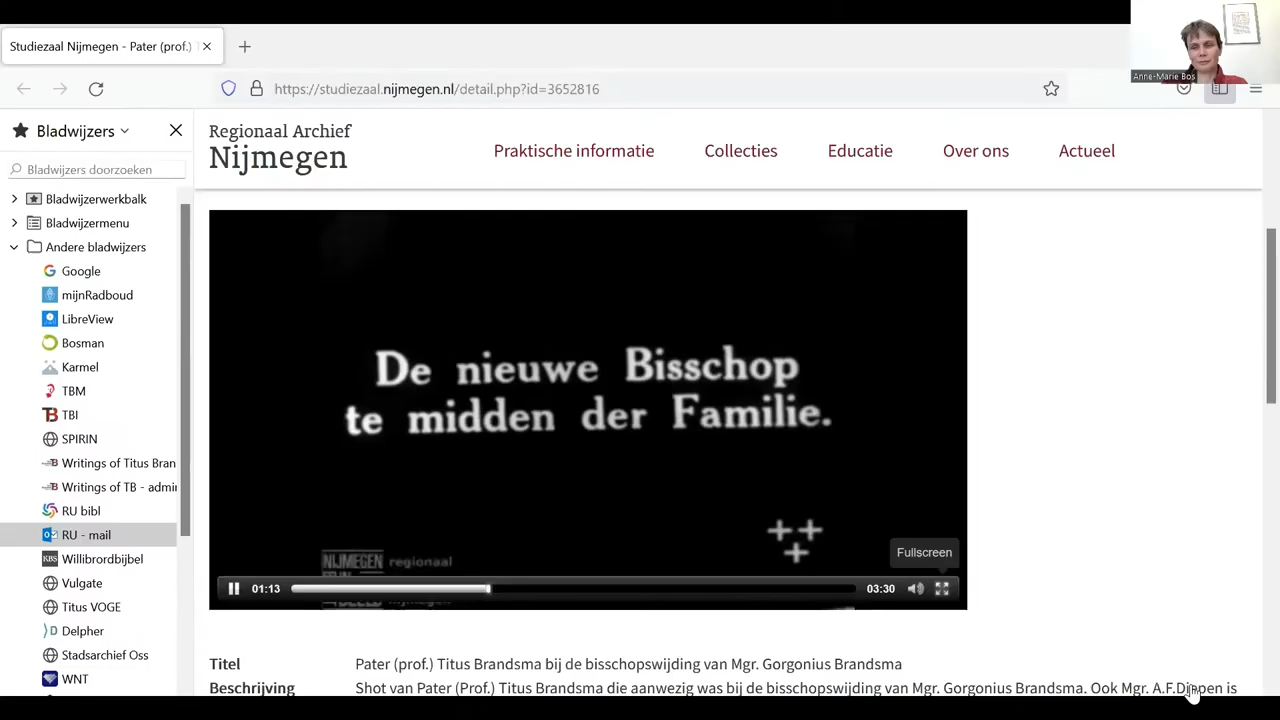 Studiezaal Nijmegen - Pater (prof.)
Anne-Marie Bos
https://studiezaal.nijmegen.nl/detail.php?id=3652816
Bladwijzers
Bladwijzers doorzoeken
Bladwijzerwerkbalk
Bladwijzermenu
Andere bladwijzers
Google
mijnRadboud
LibreView
Bosman
Karmel
TBM
TBI
SPIRIN
Writings of Titus Bran
Writings of TB - admin
RU bibl
RU - mail
Willibrordbijbel
Vulgate
Titus VOGE
Delpher
Stadsarchief Oss
WNT
Regionaal Archief
Nijmegen
Praktische informatie Collecties Educatie Over ons Actueel
De nieuwe Bisschop
te midden der Familie.
NIJMEGEN regionaal
Fullscreen
01:13 03:30
Titel Pater (prof.) Titus Brandsma bij de bisschopswijding van Mgr. Gorgonius Brandsma
Beschrijving Shot van Pater (Prof.) Titus Brandsma die aanwezig was bij de bisschopswijding van Mgr. Gorgonius Brandsma. Ook Mgr. A.F.Diepen is